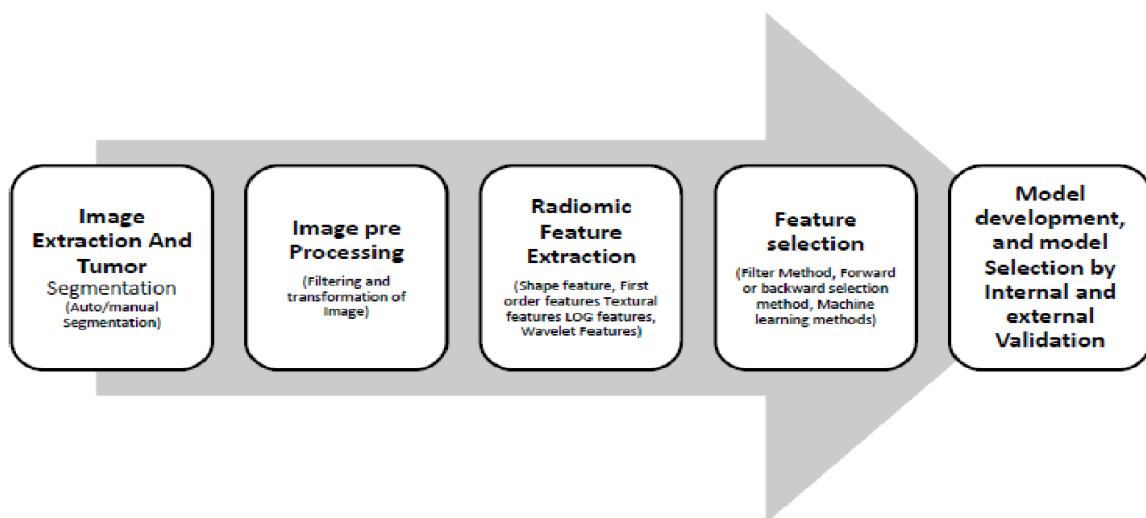 Image
Extraction And
Tumor
Segmentation
(Auto/manual
Segmentation)
Image pre
Processing
(Filtering and
transformation of
Image)
Radiomic
Feature
Extraction
(Shape feature, First
order features Textural
features LOG features,
Wavelet Features)
Feature
selection
(Filter Method, Forward
or backward selection
method, Machine
learning methods)
Model
development,
and model
Selection by
Internal and
external
Validation